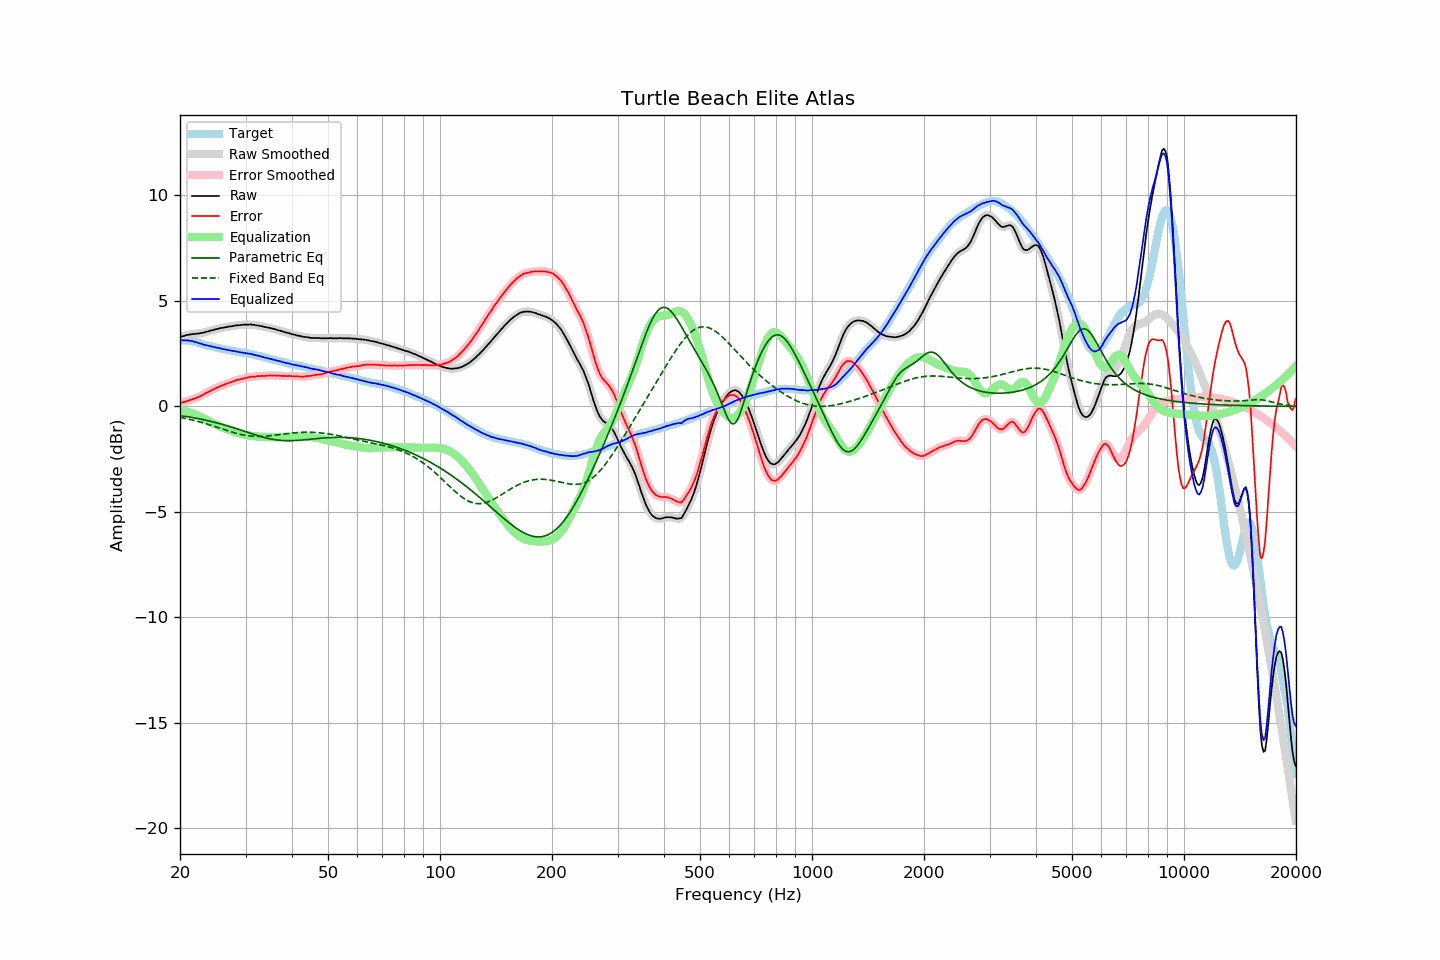 Turtle Beach Elite Atlas
Target
Raw Smoothed
Error Smoothed
Raw
Error
Equalization
Parametric Eq
Fixed Band Eq
Equalized
Amplitude (dBr)
10
5
0
−5
−10
−15
−20
20 50 100 200 500 1000 2000 5000 10000 20000
Frequency (Hz)